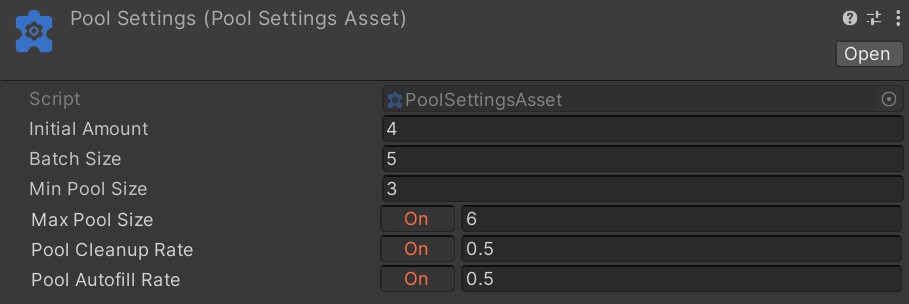 Pool Settings (Pool Settings Asset)
Open
Script PoolSettingsAsset
Initial Amount 4
Batch Size 5
Min Pool Size 3
Max Pool Size On 6
Pool Cleanup Rate On 0.5
Pool Autofill Rate On 0.5